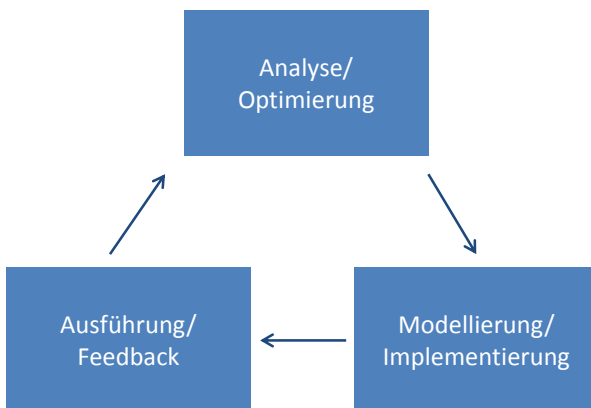 Analyse/
Optimierung
Ausführung/
Feedback
Modellierung/
Implementierung